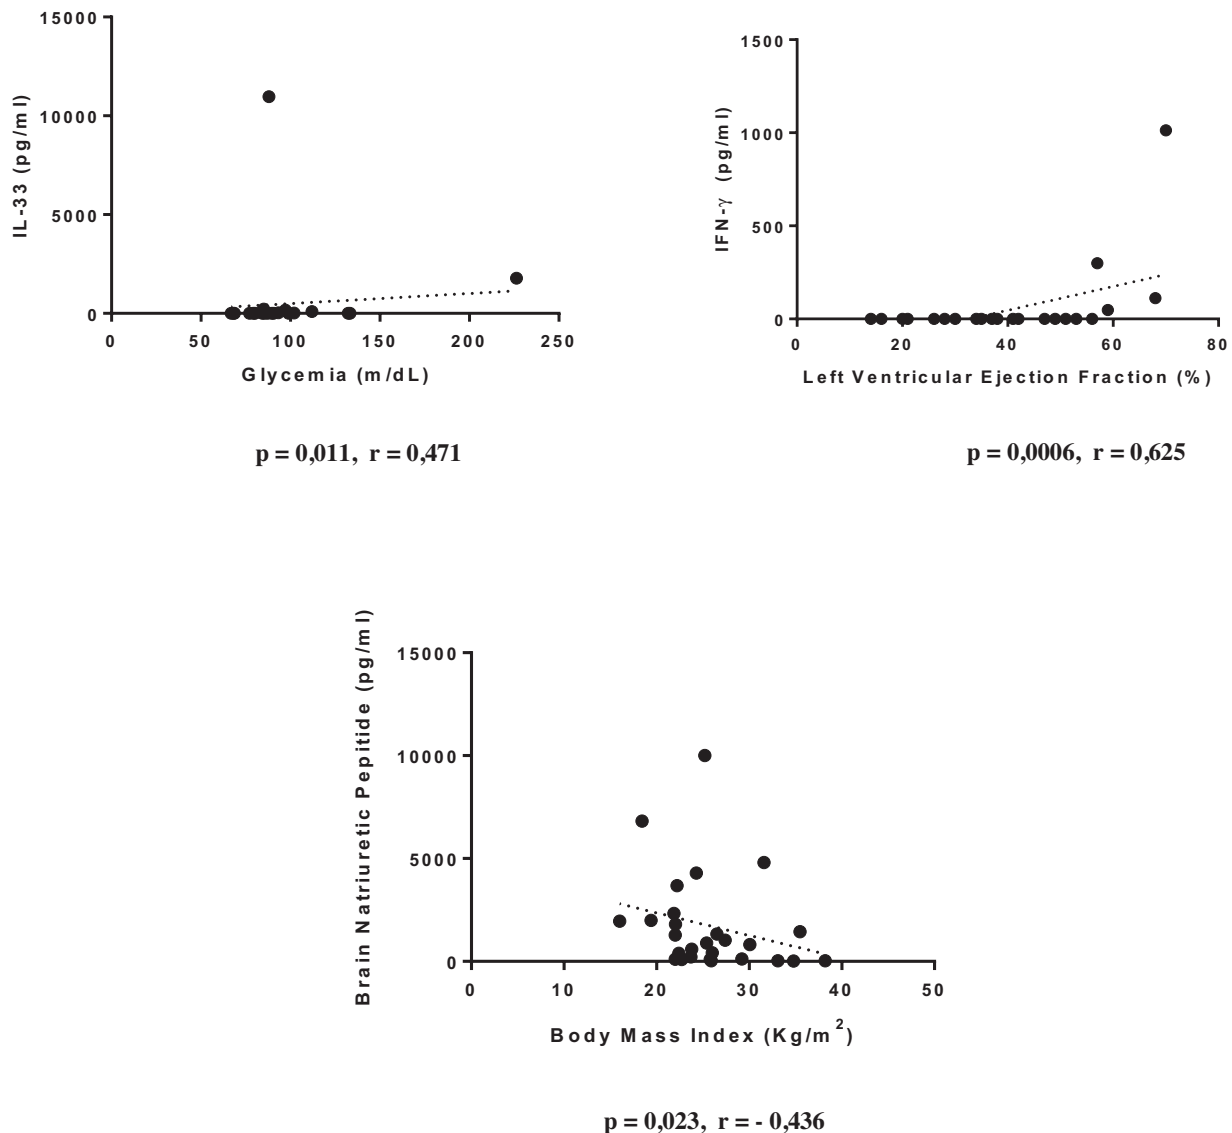 15000
10000
5000
0
IL-33 (pg/ml)
0 50 100 150 200 250
Glycemia (m/dL)
p = 0,011, r = 0,471
1500
1000
500
0
IFN-γ (pg/ml)
0 20 40 60 80
Left Ventricular Ejection Fraction (%)
p = 0,0006, r = 0,625
15000
10000
5000
0
Brain Natriuretic Pepitide (pg/ml)
0 10 20 30 40 50
Body Mass Index (Kg/m²)
p = 0,023, r = - 0,436